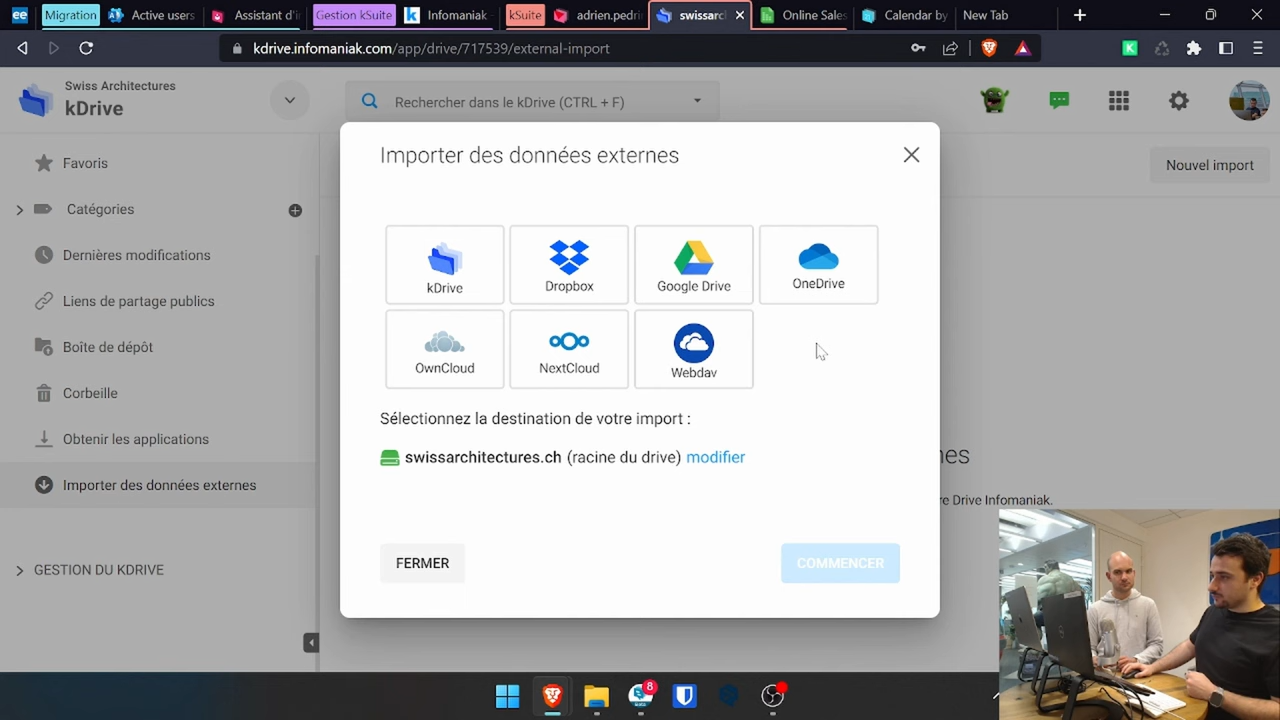 ee
Migration
Active users
Assistant d'i
Gestion kSuite
k
Infomaniak
kSuite
adrien.pedri
swissarc
Online Sales
Calendar by
New Tab
kdrive.infomaniak.com/app/drive/717539/external-import
K
Swiss Architectures
kDrive
Rechercher dans le kDrive (CTRL + F)
Favoris
Catégories
Dernières modifications
Liens de partage publics
Boîte de dépôt
Corbeille
Obtenir les applications
Importer des données externes
GESTION DU KDRIVE
Nouvel import
nes
re Drive Infomaniak.
Importer des données externes
kDrive
Dropbox
Google Drive
OneDrive
OwnCloud
NextCloud
Webdav
Sélectionnez la destination de votre import :
swissarchitectures.ch (racine du drive) modifier
FERMER
COMMENCER
8